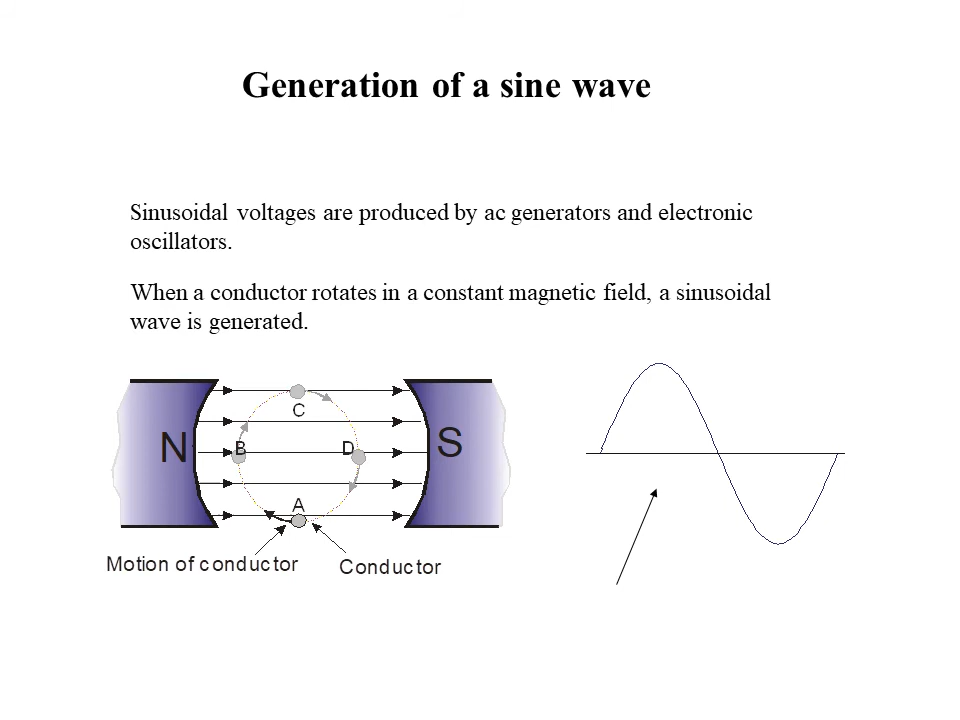 Generation of a sine wave
Sinusoidal voltages are produced by ac generators and electronic
oscillators.
When a conductor rotates in a constant magnetic field, a sinusoidal
wave is generated.
N
S
C
B
D
A
Motion of conductor
Conductor